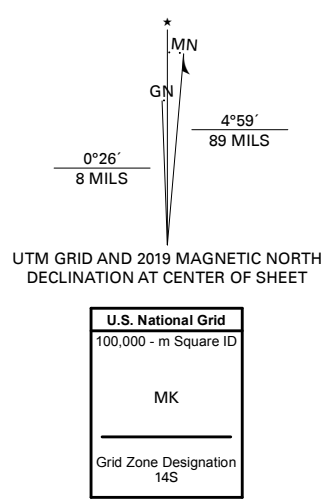 MN
GN
4°59´
89 MILS
0°26´
8 MILS
UTM GRID AND 2019 MAGNETIC NORTH
DECLINATION AT CENTER OF SHEET
U.S. National Grid
100,000 - m Square ID
MK
Grid Zone Designation
14S